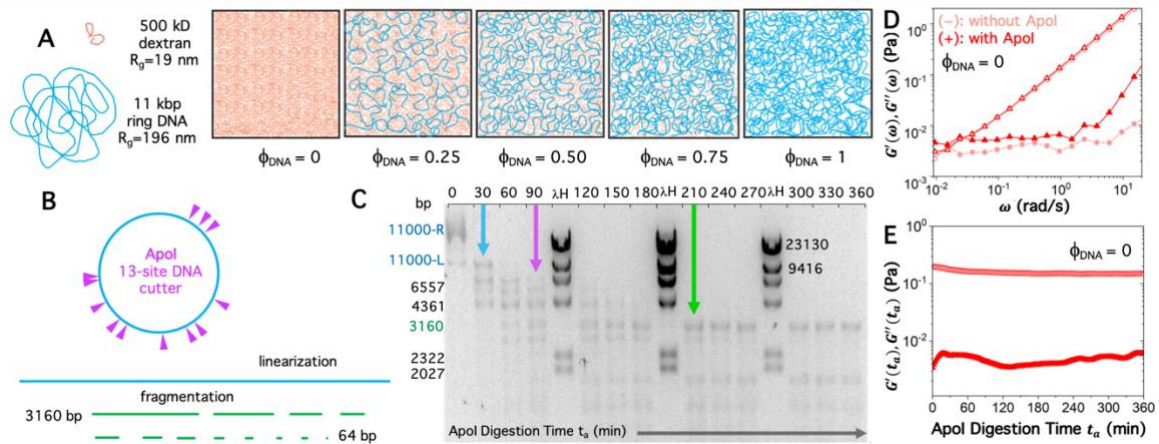 A
500 kD
dextran
Rg=19 nm
11 kbp
ring DNA
Rg=196 nm
ϕDNA = 0
ϕDNA = 0.25
ϕDNA = 0.50
ϕDNA = 0.75
ϕDNA = 1
B
ApoI
13-site DNA
cutter
linearization
fragmentation
3160 bp
64 bp
C
0 30 60 90 λH 120 150 180 λH 210 240 270 λH 300 330 360
bp
11000-R
11000-L
6557
4361
3160
2322
2027
23130
9416
ApoI Digestion Time ta (min)
D
(−): without ApoI
(+): with ApoI
ϕDNA = 0
G'(ω), G''(ω) (Pa)
10⁰
10⁻¹
10⁻²
10⁻³
10⁻² 10⁻¹ 10⁰ 10¹
ω (rad/s)
E
ϕDNA = 0
G'(ta), G''(ta) (Pa)
10⁰
10⁻¹
10⁻²
0 60 120 180 240 300 360
ApoI Digestion Time ta (min)